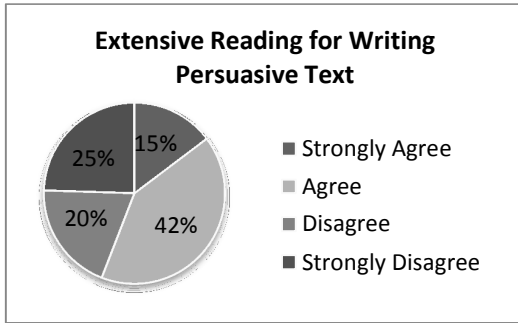 Extensive Reading for Writing
Persuasive Text
15%
25%
20%
42%
Strongly Agree
Agree
Disagree
Strongly Disagree